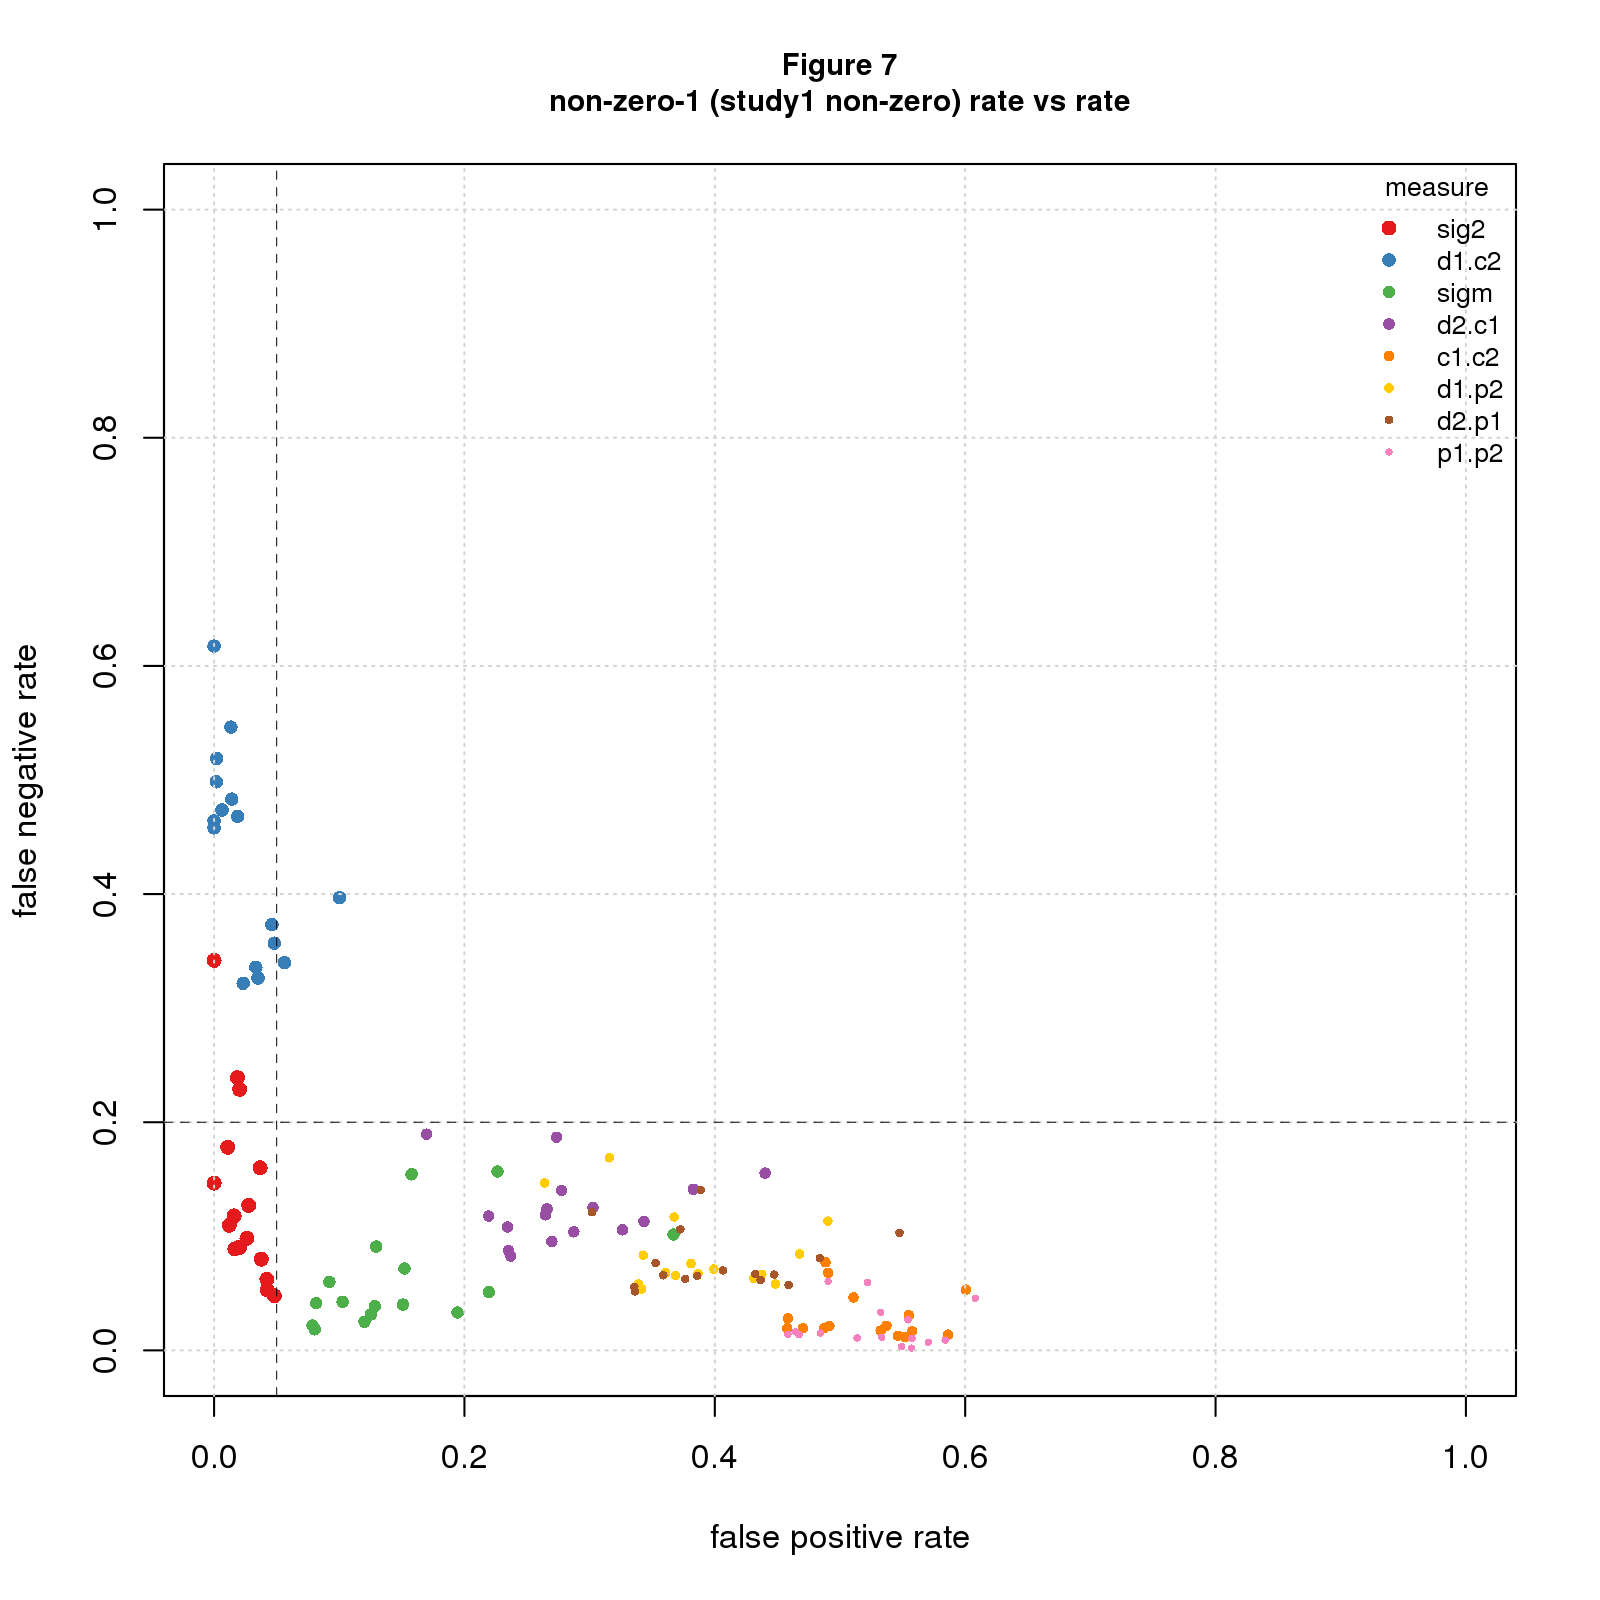 Figure 7
non-zero-1 (study1 non-zero) rate vs rate
measure
sig2
d1.c2
sigm
d2.c1
c1.c2
d1.p2
d2.p1
p1.p2
false negative rate
1.0
0.8
0.6
0.4
0.2
0.0
0.0 0.2 0.4 0.6 0.8 1.0
false positive rate